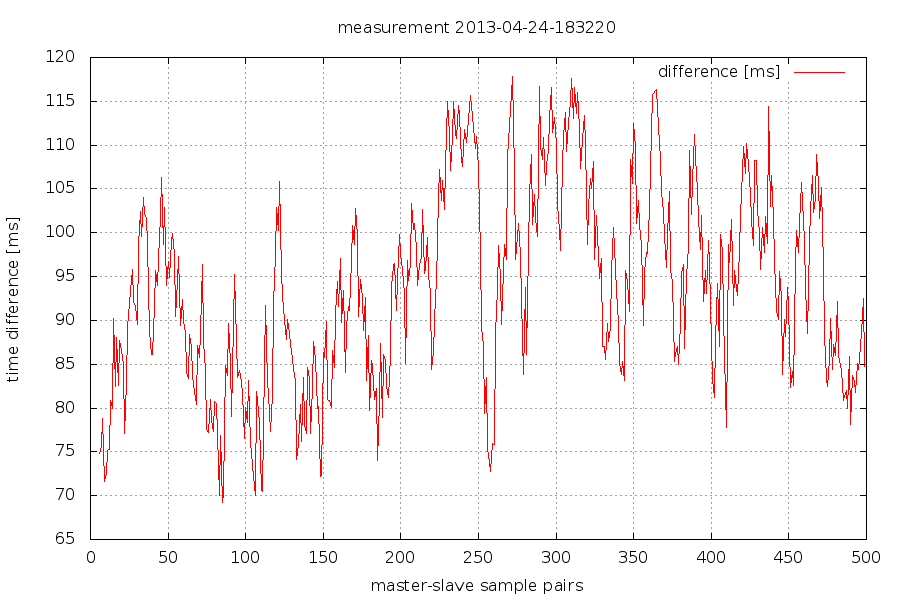 measurement 2013-04-24-183220
difference [ms]
120
115
110
105
100
95
90
85
80
75
70
65
time difference [ms]
0 50 100 150 200 250 300 350 400 450 500
master-slave sample pairs